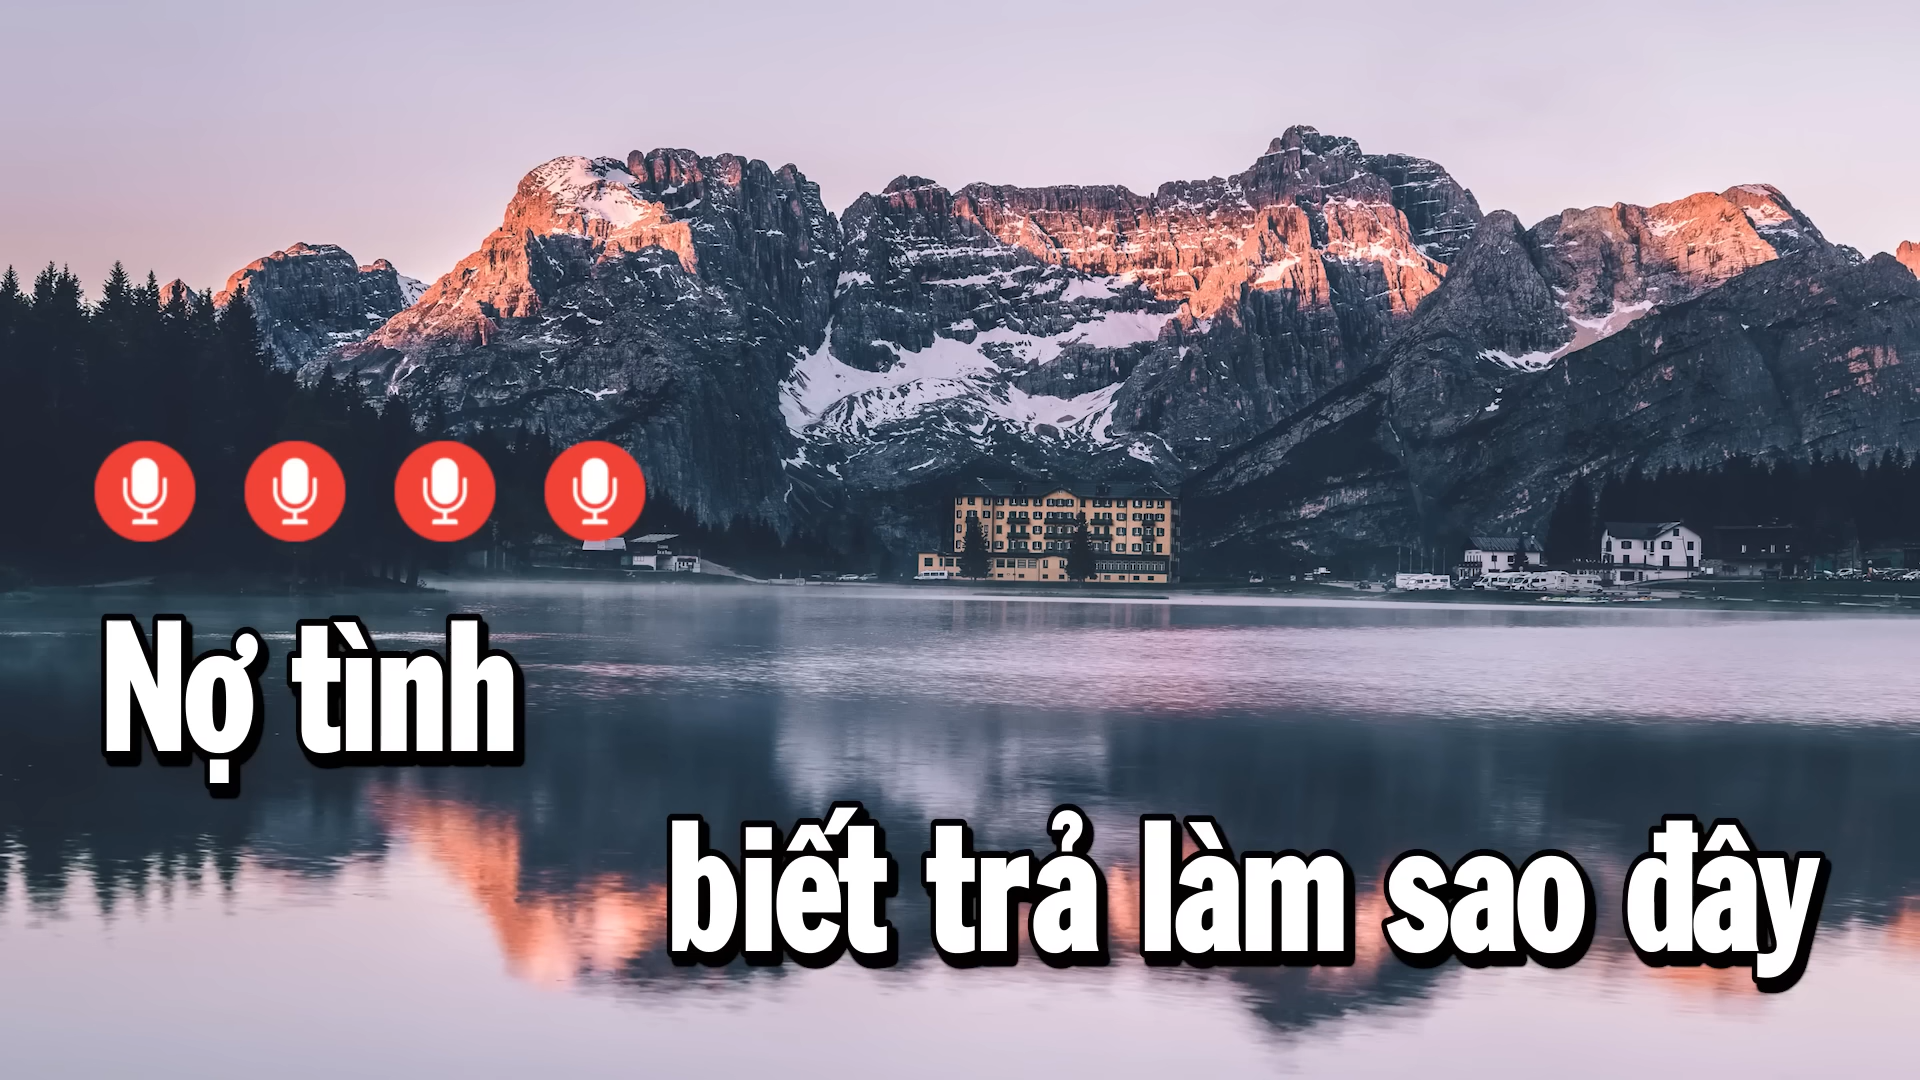 Nợ tình
biết trả làm sao đây